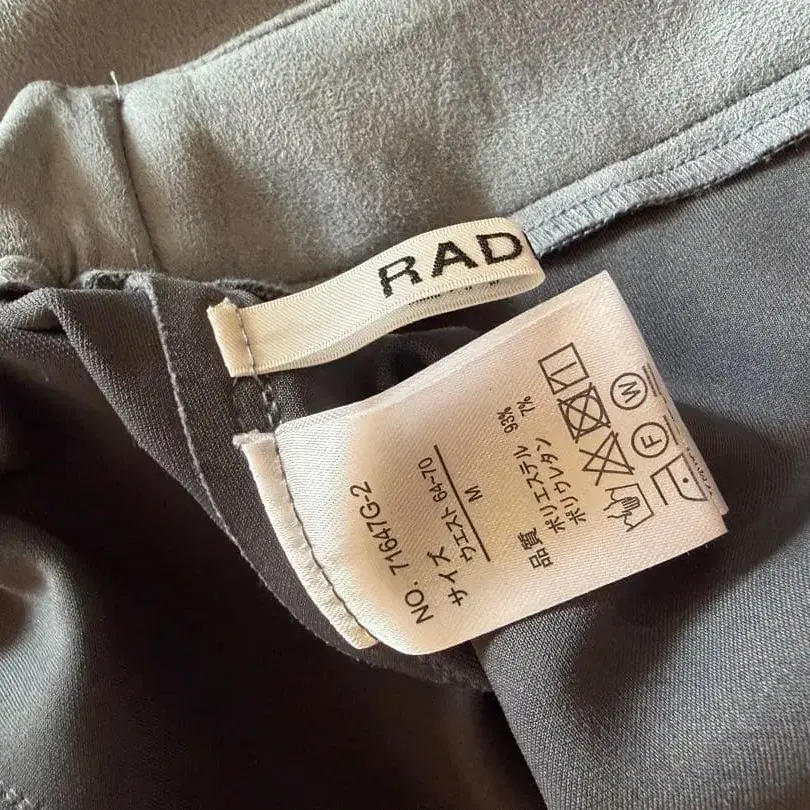 RAD
NO. 71647G-2
サイズ
ウエスト 64-70
M
品質
ポリエステル 93%
ポリウレタン 7%
F
W